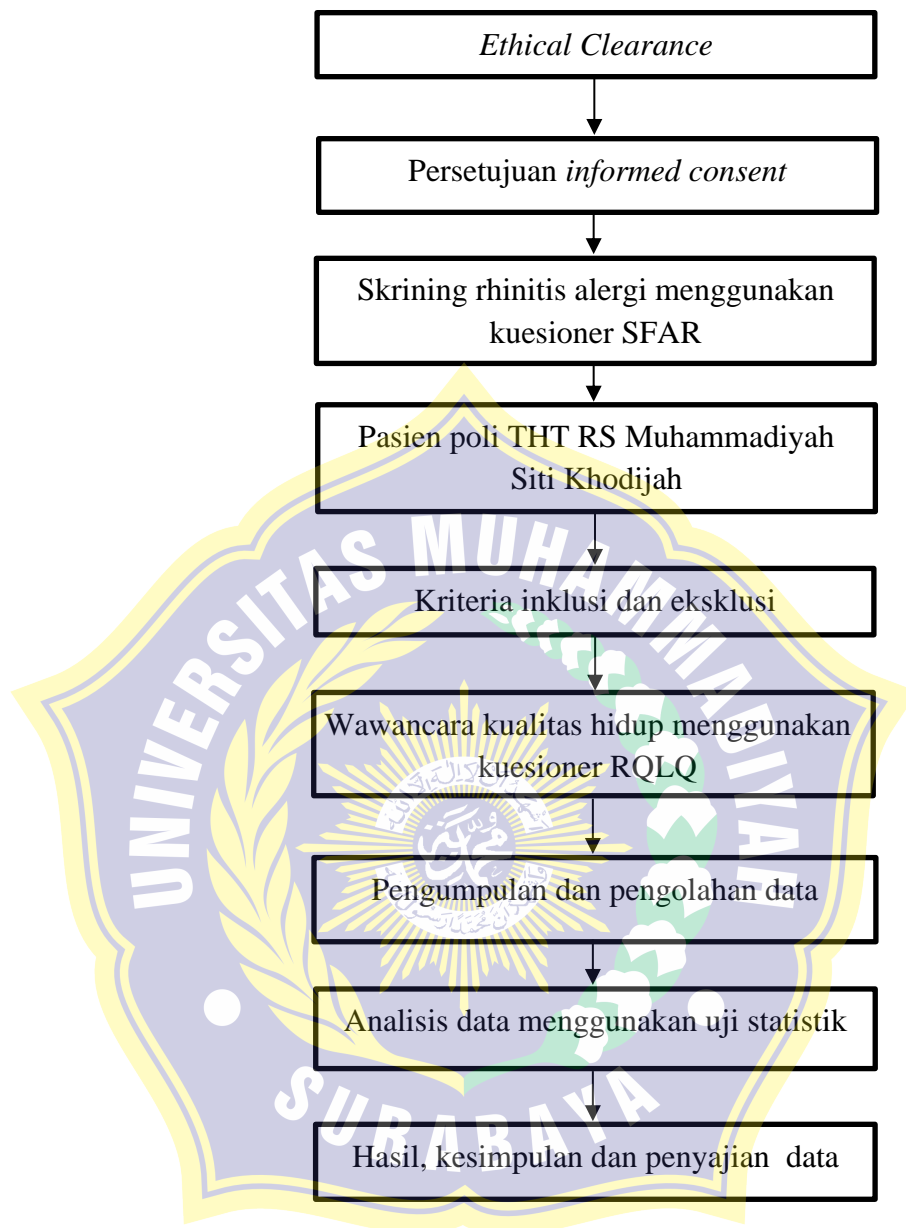 Ethical Clearance
Persetujuan informed consent
Skrining rhinitis alergi menggunakan
kuesioner SFAR
Pasien poli THT RS Muhammadiyah
Siti Khodijah
Kriteria inklusi dan eksklusi
Wawancara kualitas hidup menggunakan
kuesioner RQLQ
Pengumpulan dan pengolahan data
Analisis data menggunakan uji statistik
Hasil, kesimpulan dan penyajian data
UNIVERSITAS MUHAMMADIYAH
SURABAYA